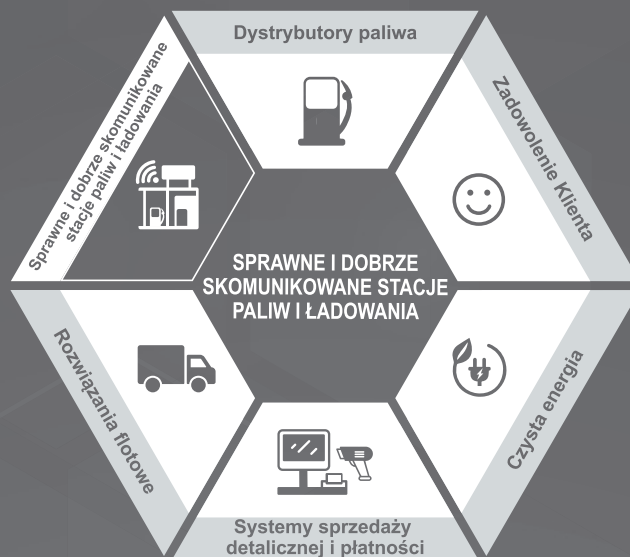 Dystrybutory paliwa
Sprawne i dobrze skomunikowane
stacje paliw i ładowania
Zadowolenie Klienta
SPRAWNE I DOBRZE
SKOMUNIKOWANE STACJE
PALIW I ŁADOWANIA
Rozwiązania flotowe
Czysta energia
Systemy sprzedaży
detalicznej i płatności